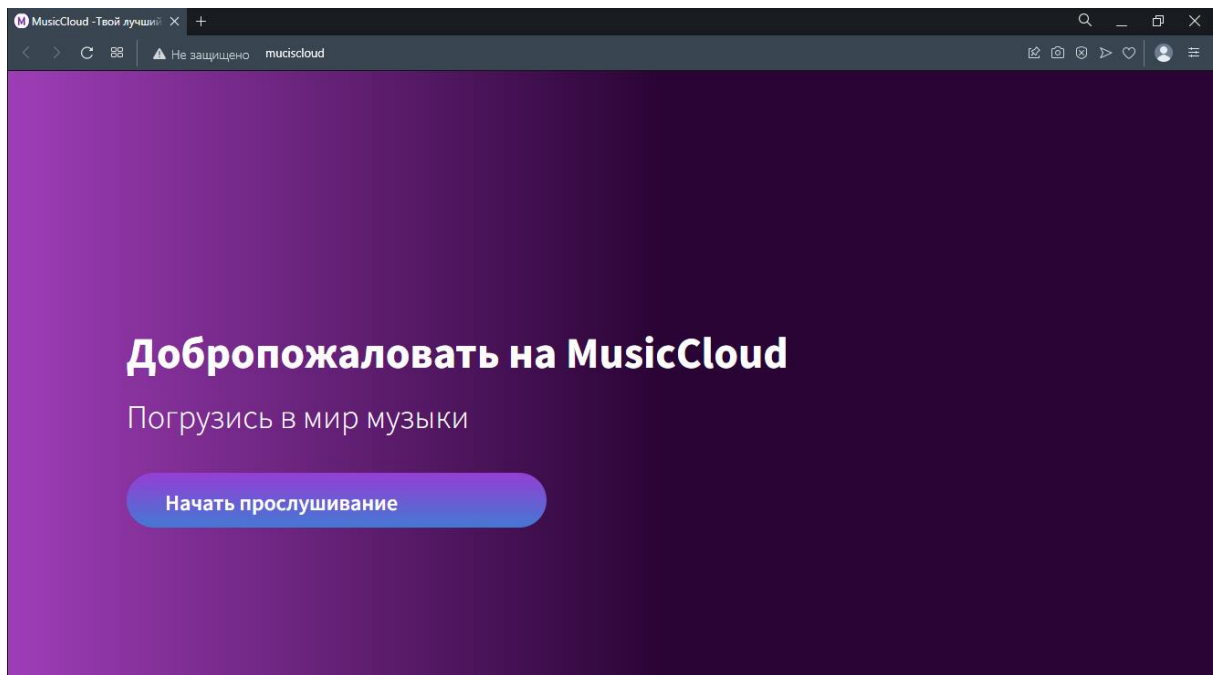 M MusicCloud -Твой лучший
Не защищено muciscloud
Добропожаловать на MusicCloud
Погрузись в мир музыки
Начать прослушивание